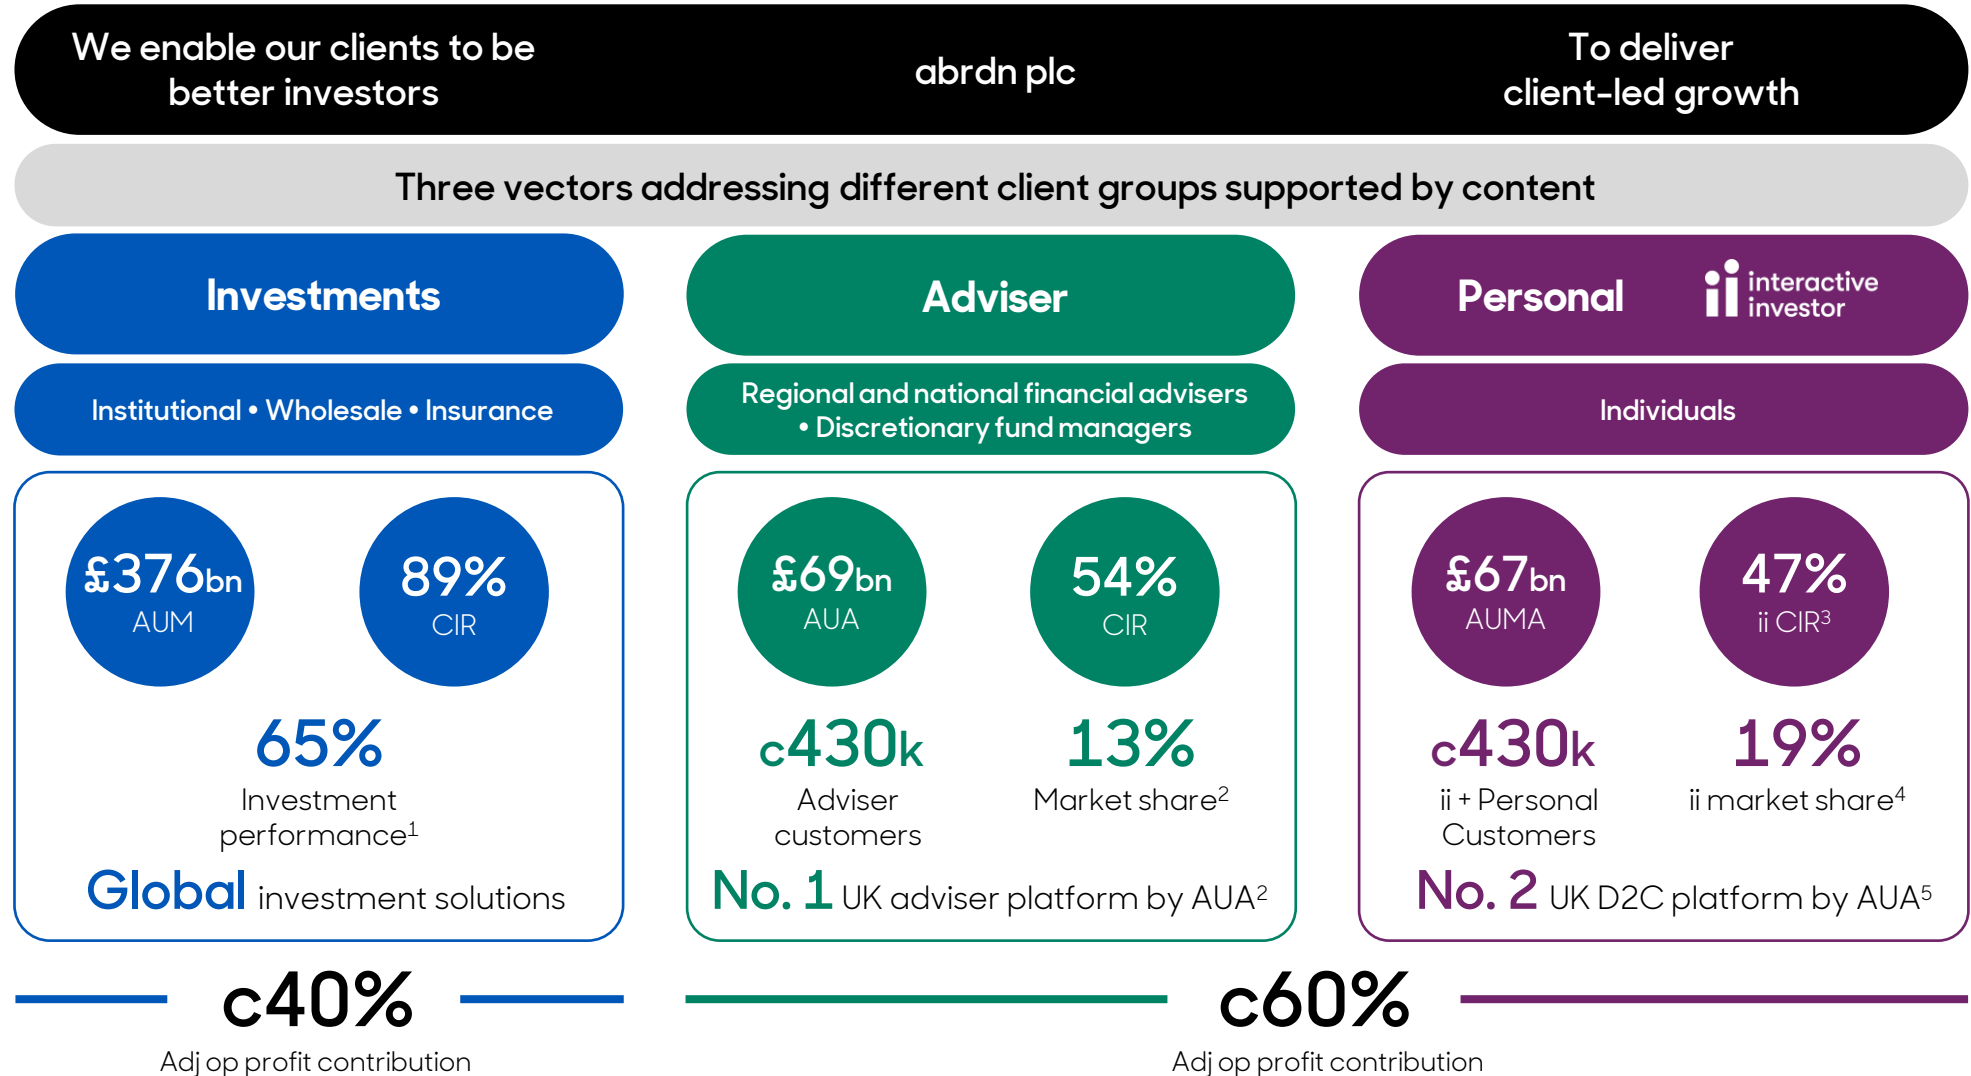 We enable our clients to be
better investors
abrdn plc
To deliver
client-led growth
Three vectors addressing different client groups supported by content
Investments
Institutional • Wholesale • Insurance
£376bn
AUM
89%
CIR
65%
Investment
performance¹
Global investment solutions
Adviser
Regional and national financial advisers
• Discretionary fund managers
£69bn
AUA
54%
CIR
c430k
Adviser
customers
13%
Market share²
No. 1 UK adviser platform by AUA²
Personal
interactive
investor
Individuals
£67bn
AUMA
47%
ii CIR³
c430k
ii + Personal
Customers
19%
ii market share⁴
No. 2 UK D2C platform by AUA⁵
c40%
Adj op profit contribution
c60%
Adj op profit contribution